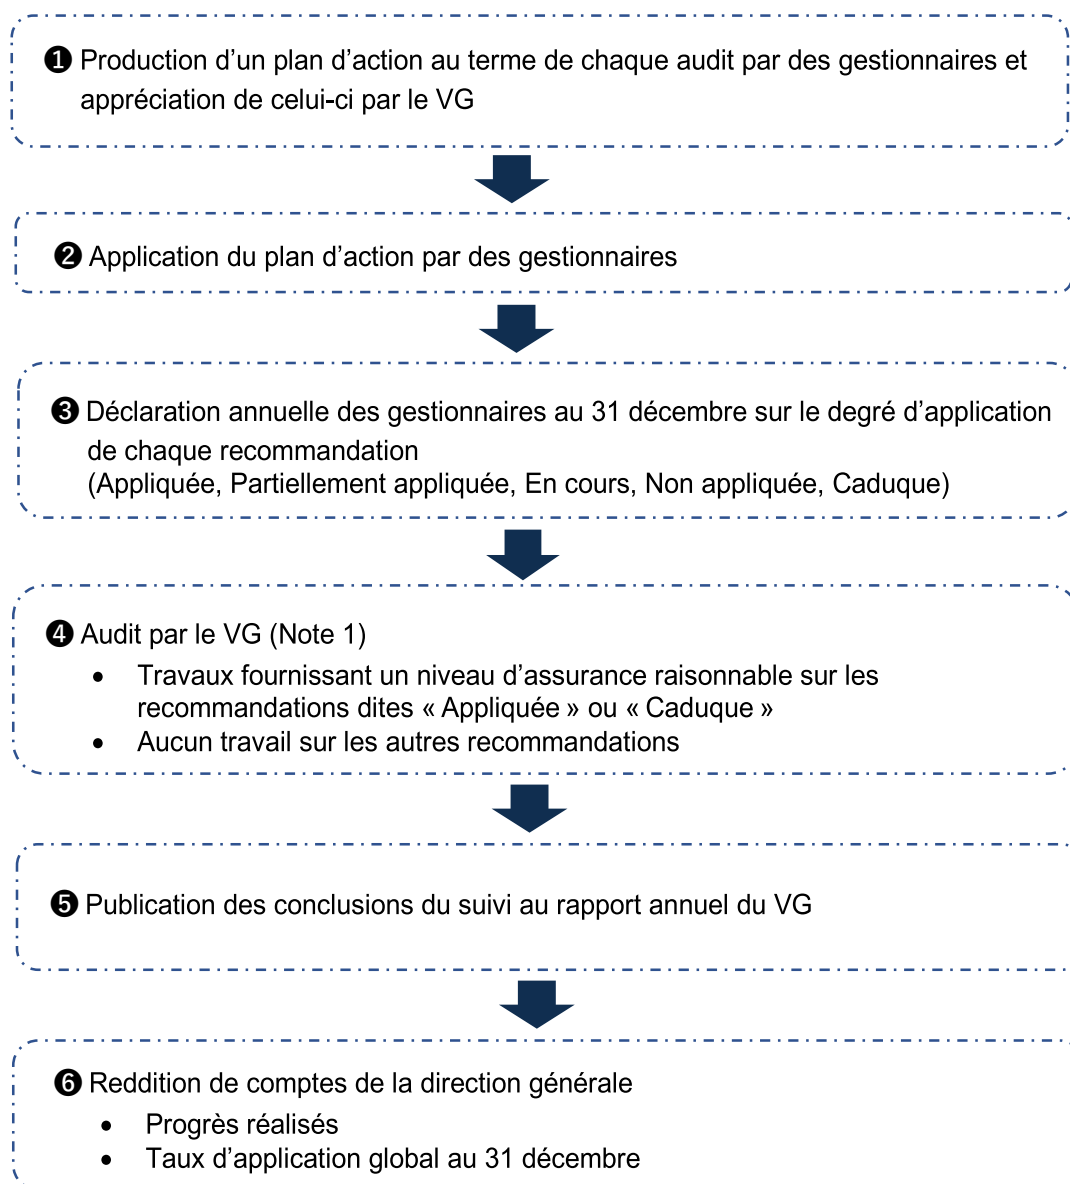 ❶ Production d’un plan d’action au terme de chaque audit par des gestionnaires et
appréciation de celui-ci par le VG
❷ Application du plan d’action par des gestionnaires
❸ Déclaration annuelle des gestionnaires au 31 décembre sur le degré d’application
de chaque recommandation
(Appliquée, Partiellement appliquée, En cours, Non appliquée, Caduque)
❹ Audit par le VG (Note 1)
• Travaux fournissant un niveau d’assurance raisonnable sur les
recommandations dites « Appliquée » ou « Caduque »
• Aucun travail sur les autres recommandations
❺ Publication des conclusions du suivi au rapport annuel du VG
❻ Reddition de comptes de la direction générale
• Progrès réalisés
• Taux d’application global au 31 décembre